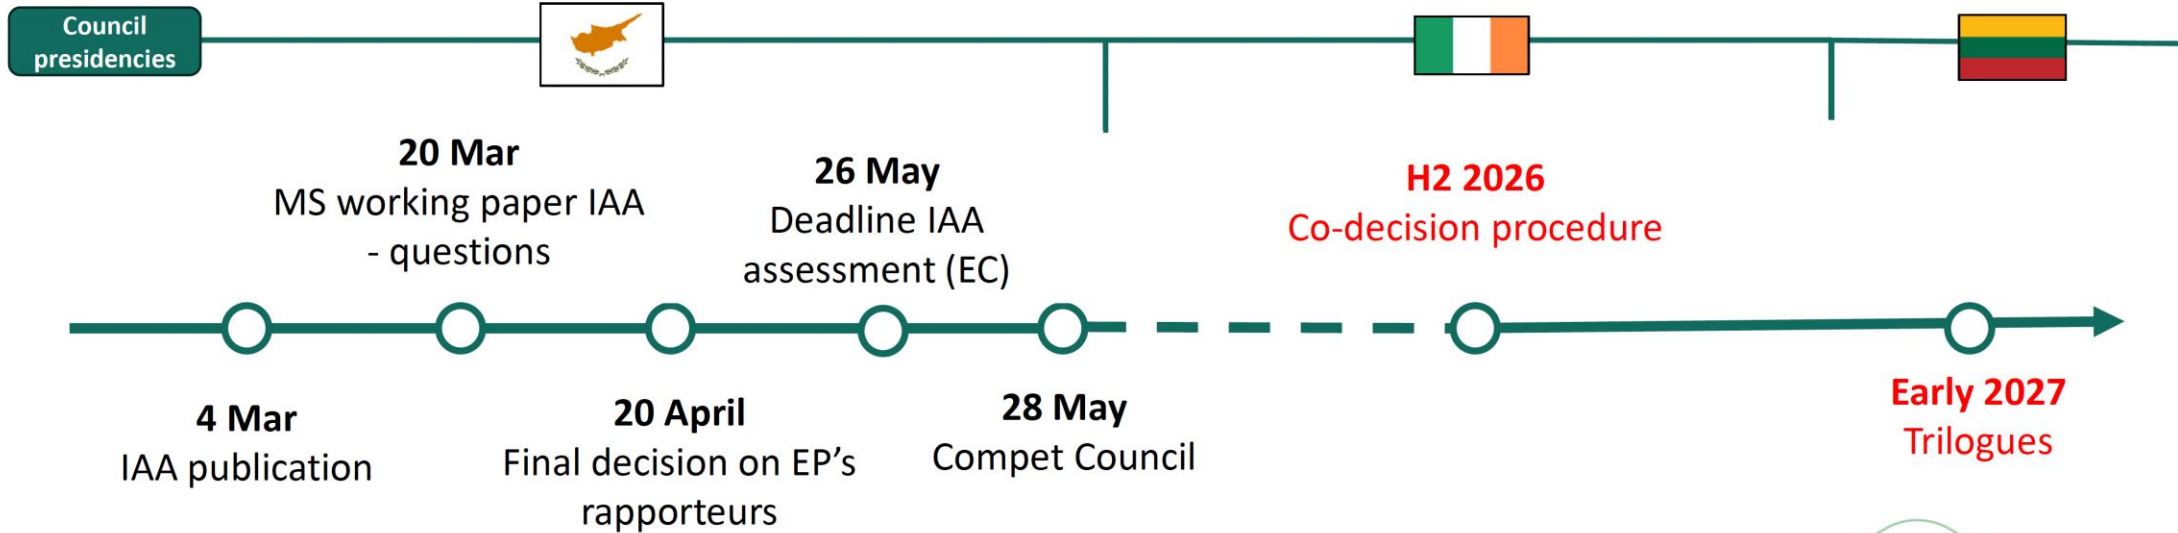 Council
presidencies
20 Mar
MS working paper IAA
- questions
26 May
Deadline IAA
assessment (EC)
H2 2026
Co-decision procedure
4 Mar
IAA publication
20 April
Final decision on EP’s
rapporteurs
28 May
Compet Council
Early 2027
Trilogues